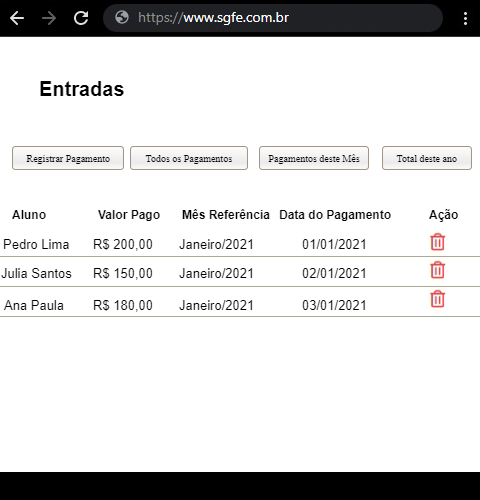 https://www.sgfe.com.br
Entradas
Registrar Pagamento Todos os Pagamentos Pagamentos deste Mês Total deste ano
Aluno Valor Pago Mês Referência Data do Pagamento Ação
Pedro Lima R$ 200,00 Janeiro/2021 01/01/2021
Julia Santos R$ 150,00 Janeiro/2021 02/01/2021
Ana Paula R$ 180,00 Janeiro/2021 03/01/2021